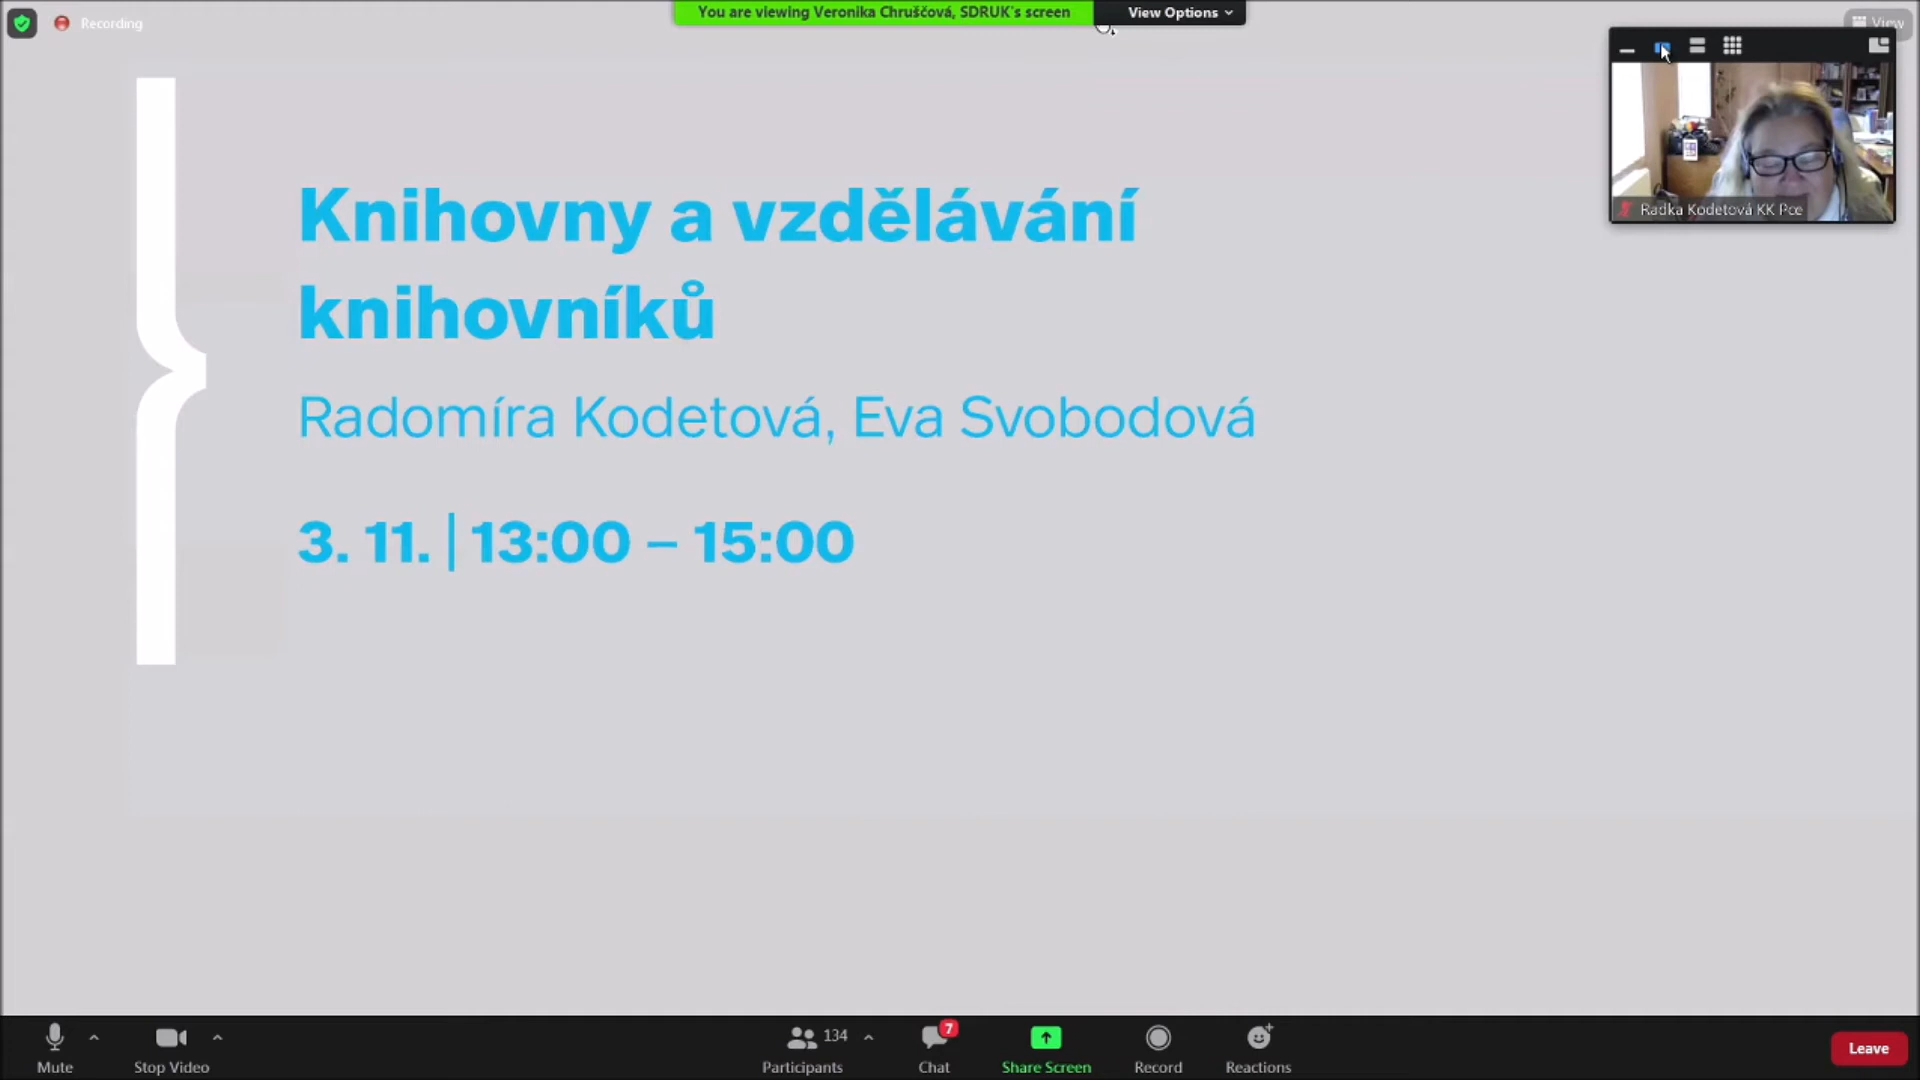 Recording
You are viewing Veronika Chruščová, SDRUK's screen
View Options
View
Radka Kodetová KK Pce
Knihovny a vzdělávání
knihovníků
Radomíra Kodetová, Eva Svobodová
3. 11. | 13:00 – 15:00
Mute
Stop Video
134
Participants
7
Chat
Share Screen
Record
Reactions
Leave